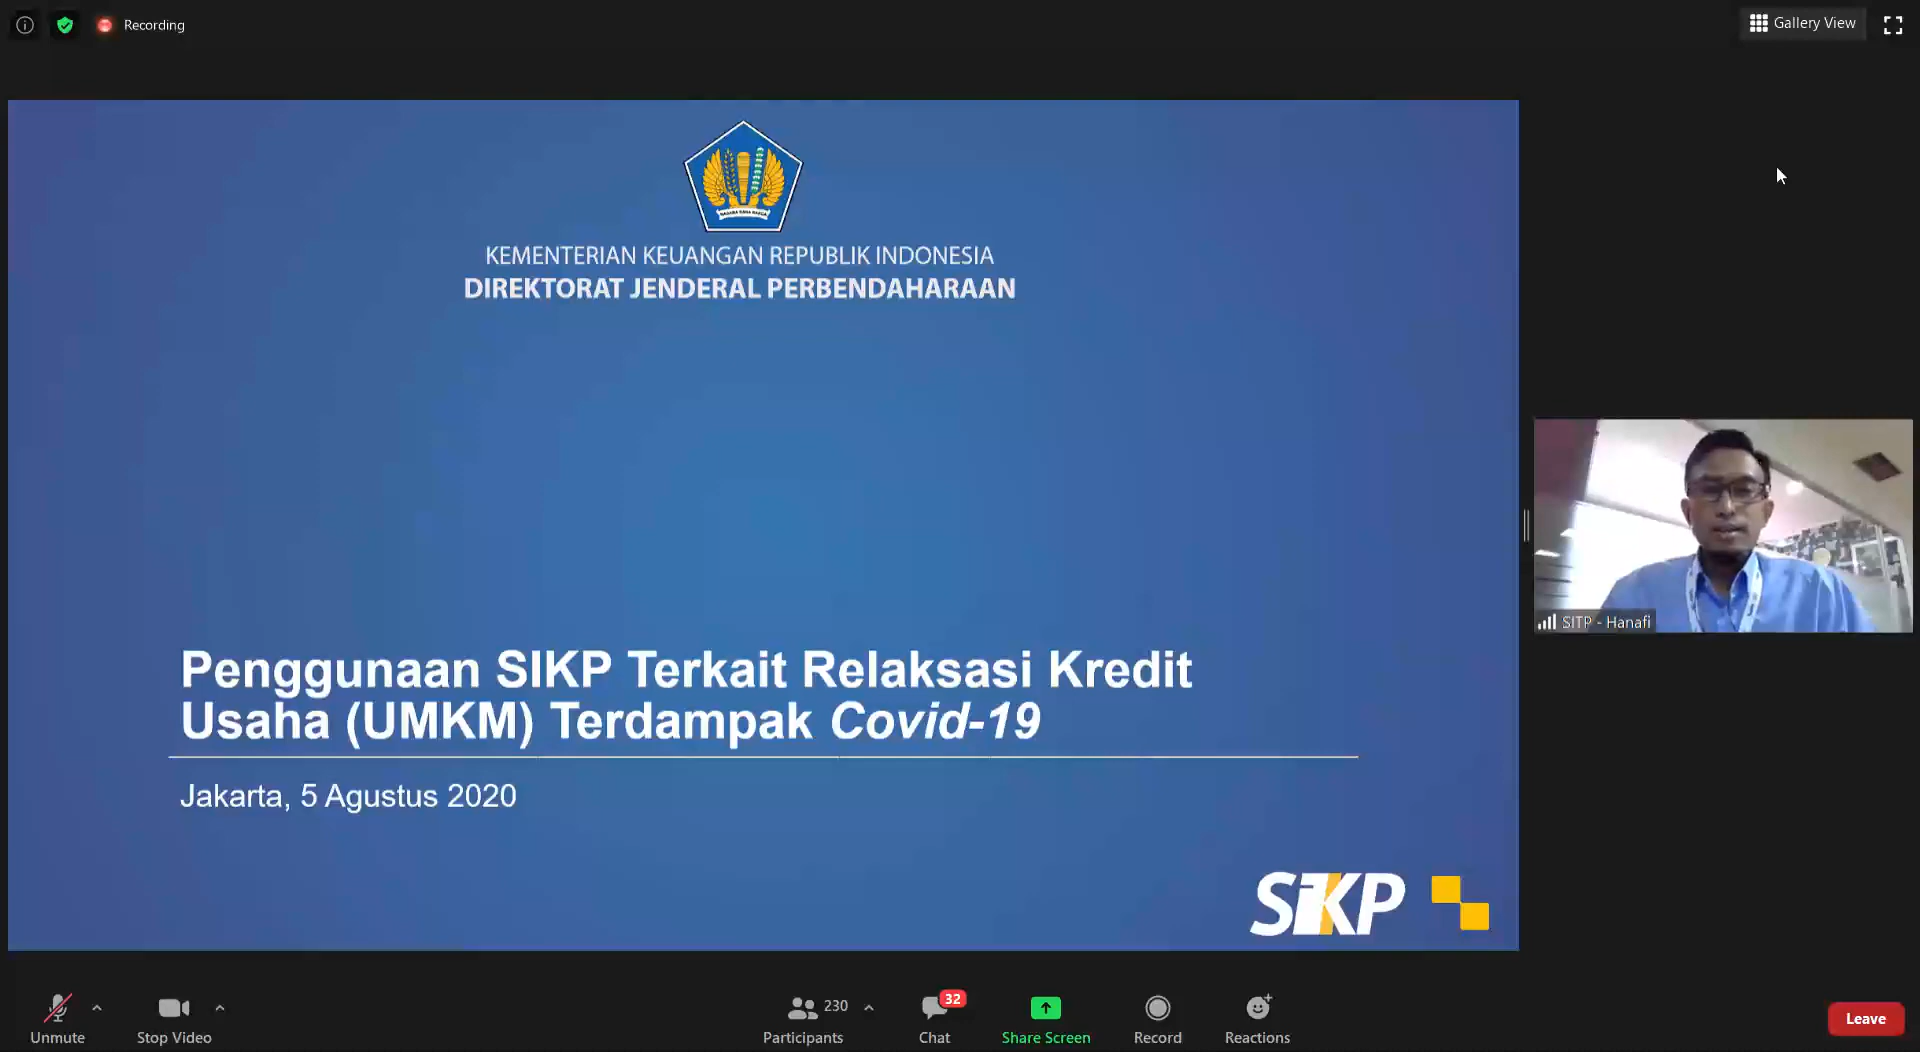 Recording
Gallery View
KEMENTERIAN KEUANGAN REPUBLIK INDONESIA
DIREKTORAT JENDERAL PERBENDAHARAAN
Penggunaan SIKP Terkait Relaksasi Kredit
Usaha (UMKM) Terdampak Covid-19
Jakarta, 5 Agustus 2020
SIKP
SITP - Hanafi
Unmute
Stop Video
230
Participants
32
Chat
Share Screen
Record
Reactions
Leave